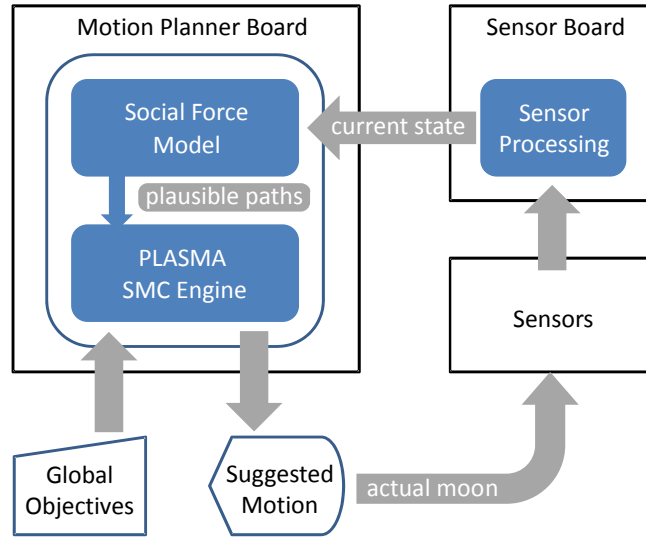 Motion Planner Board
Sensor Board
Social Force
Model
current state
Sensor
Processing
plausible paths
PLASMA
SMC Engine
Sensors
Global
Objectives
Suggested
Motion
actual moon